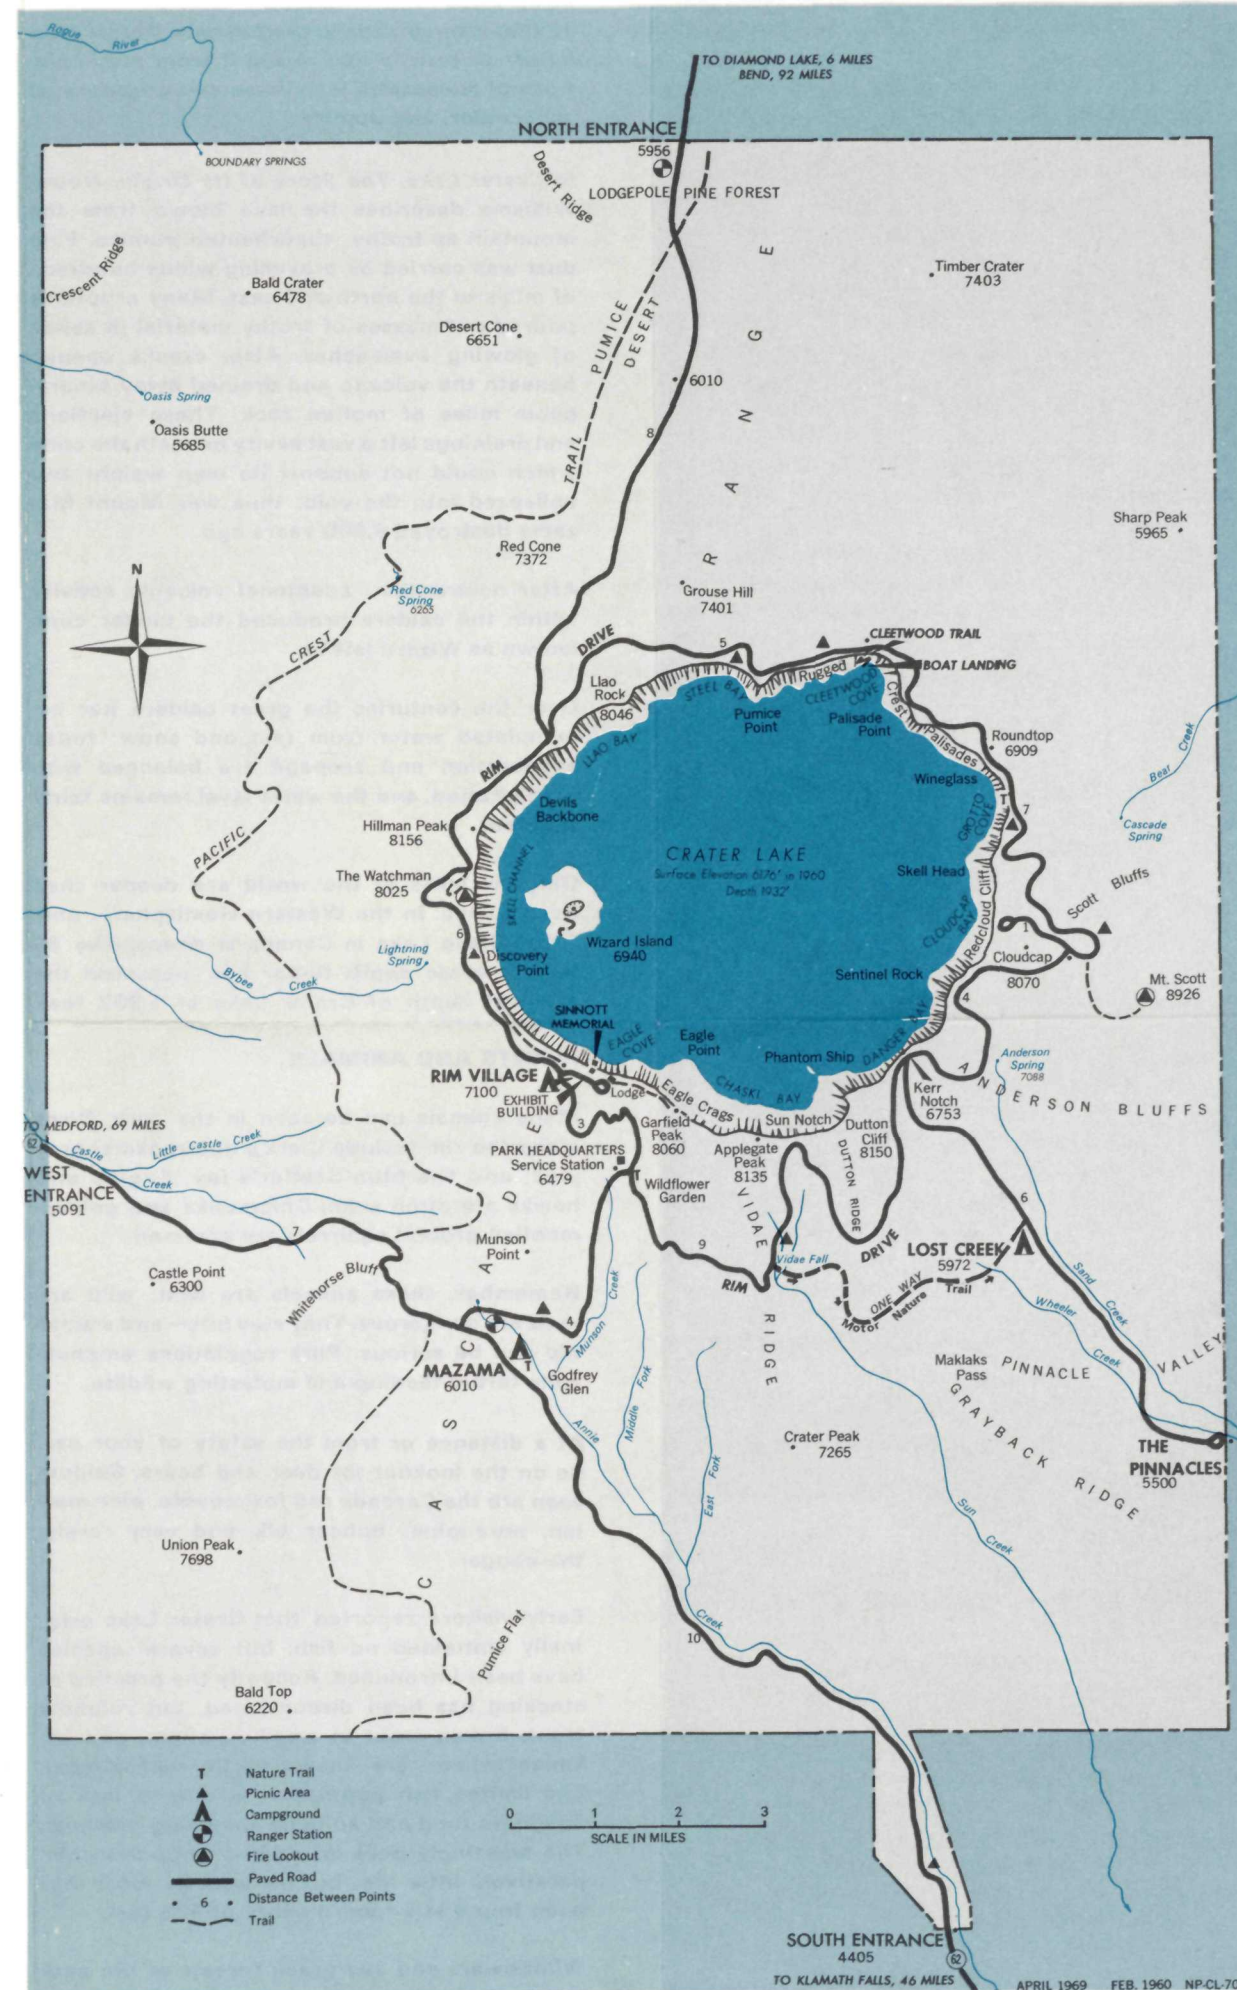 Rogue River
TO DIAMOND LAKE, 6 MILES
BEND, 92 MILES
NORTH ENTRANCE
5956
BOUNDARY SPRINGS
Desert Ridge
LODGEPOLE PINE FOREST
Crescent Ridge
Bald Crater
6478
Timber Crater
7403
Desert Cone
6651
PUMICE
DESERT
6010
Oasis Spring
Oasis Butte
5685
8
TRAIL
RANGE
Sharp Peak
5965
Red Cone
7372
Red Cone
Spring
6265
Grouse Hill
7401
N
CREST
DRIVE
5
CLEETWOOD TRAIL
BOAT LANDING
Rugged
Crest
Llao
Rock
8046
STEEL BAY
CLEETWOOD
COVE
Pumice
Point
Palisade
Point
Palisades
Roundtop
6909
LLAO BAY
RIM
Wineglass
Bear Creek
Devils
Backbone
GROTTO
COVE
7
Cascade
Spring
Hillman Peak
8156
PACIFIC
CRATER LAKE
Surface Elevation 6176' in 1960
Depth 1932'
The Watchman
8025
SKELL CHANNEL
Skell Head
Scott Bluffs
CLOUDCAP
BAY
Redcloud Cliff
6
1
Wizard Island
6940
Lightning
Spring
Discovery
Point
Cloudcap
8070
Bybee Creek
Sentinel Rock
4
Mt. Scott
8926
SINNOTT
MEMORIAL
EAGLE
COVE
Eagle
Point
Phantom Ship
DANGER BAY
Anderson
Spring
7088
RIM VILLAGE
7100
EXHIBIT
BUILDING
Lodge
Eagle Crags
CHASKI BAY
Kerr
Notch
6753
ANDERSON BLUFFS
TO MEDFORD, 69 MILES
62
Little Castle Creek
Castle Creek
3
Garfield
Peak
8060
Sun Notch
Dutton
Cliff
8150
WEST
ENTRANCE
5091
PARK HEADQUARTERS
Service Station
6479
Applegate
Peak
8135
Wildflower
Garden
DUTTON RIDGE
6
7
9
Munson
Point
Castle Point
6300
Whitehorse Bluff
Vidae Fall
DRIVE
LOST CREEK
5972
RIM
ONE WAY
Motor Nature Trail
Sand Creek
Wheeler Creek
4
Munson Creek
VIDAE RIDGE
MAZAMA
6010
Godfrey
Glen
Maklaks
Pass
PINNACLE VALLEY
GRAYBACK RIDGE
Middle Fork
Annie
Crater Peak
7265
THE
PINNACLES
5500
East Fork
Sun Creek
CASCADE
Union Peak
7698
Creek
10
Pumice Flat
Bald Top
6220
T Nature Trail
Picnic Area
Campground
Ranger Station
Fire Lookout
Paved Road
6 Distance Between Points
Trail
0 1 2 3
SCALE IN MILES
SOUTH ENTRANCE
4405
62
TO KLAMATH FALLS, 46 MILES
APRIL 1969 FEB. 1960 NP-CL-70